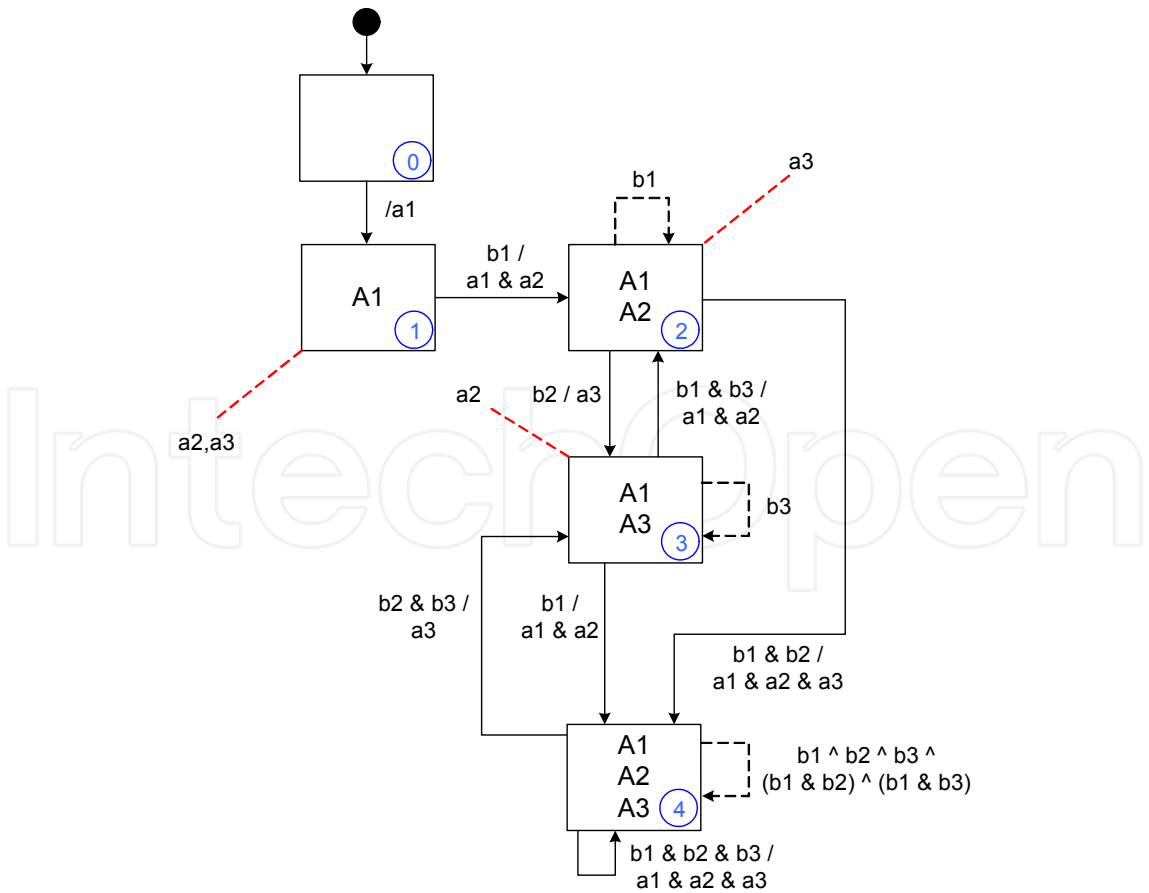 0
/a1
a3
b1
b1 /
a1 & a2
A1
1
A1
A2
2
a2,a3
a2
b2 / a3
b1 & b3 /
a1 & a2
A1
A3
3
b3
b2 & b3 /
a3
b1 /
a1 & a2
b1 & b2 /
a1 & a2 & a3
A1
A2
A3
4
b1 ^ b2 ^ b3 ^
(b1 & b2) ^ (b1 & b3)
b1 & b2 & b3 /
a1 & a2 & a3
IntechOpen